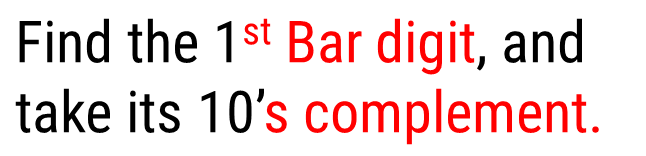 Find the 1st Bar digit, and
take its 10’s complement.